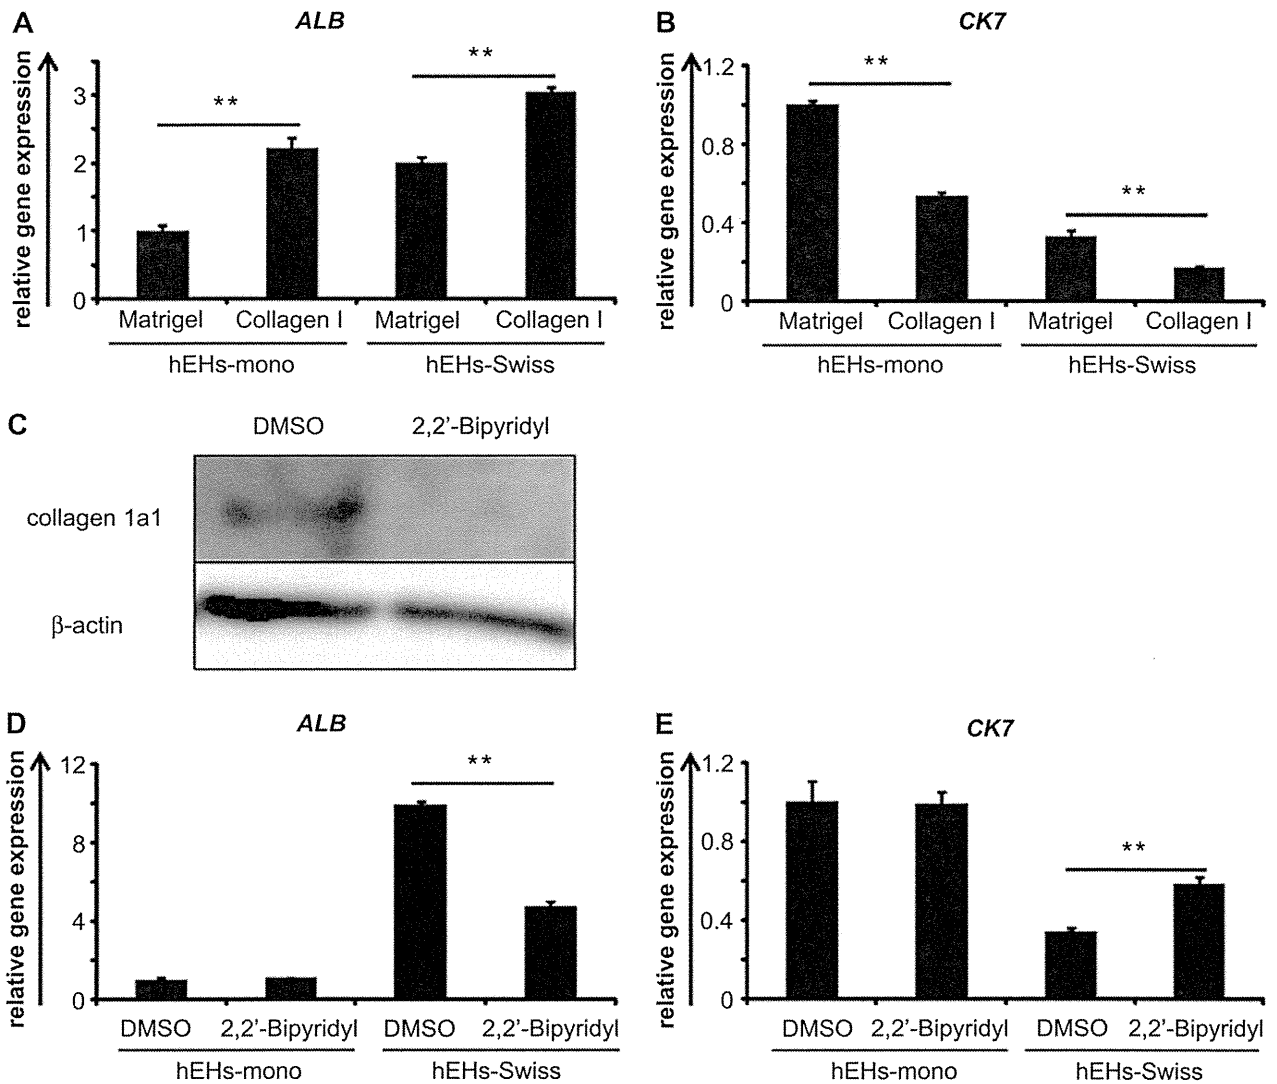 A
ALB
relative gene expression
**
**
3
2
1
0
Matrigel
Collagen I
Matrigel
Collagen I
hEHs-mono
hEHs-Swiss
B
CK7
relative gene expression
1.2
0.8
0.4
0
**
**
Matrigel
Collagen I
Matrigel
Collagen I
hEHs-mono
hEHs-Swiss
C
DMSO
2,2'-Bipyridyl
collagen 1a1
β-actin
D
ALB
relative gene expression
12
8
4
0
**
DMSO
2,2'-Bipyridyl
DMSO
2,2'-Bipyridyl
hEHs-mono
hEHs-Swiss
E
CK7
relative gene expression
1.2
0.8
0.4
0
**
DMSO
2,2'-Bipyridyl
DMSO
2,2'-Bipyridyl
hEHs-mono
hEHs-Swiss